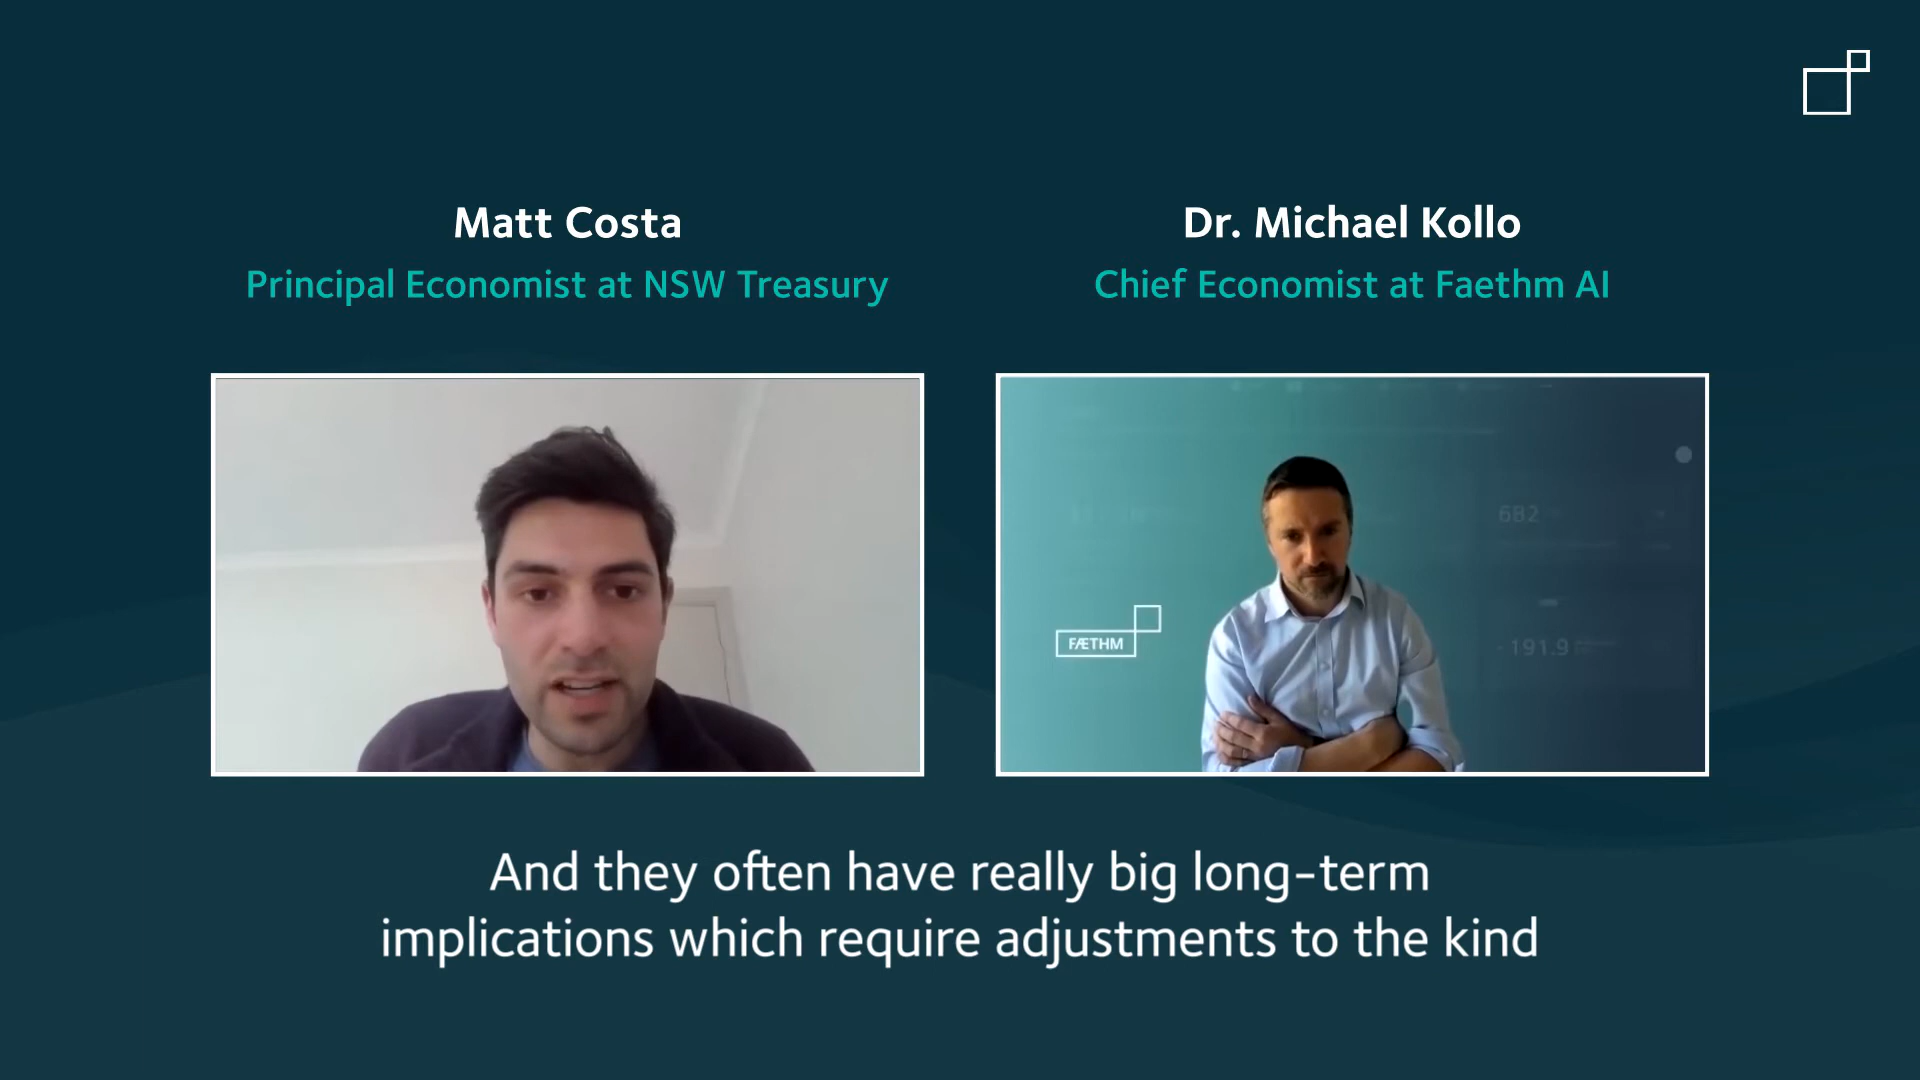 Matt Costa
Principal Economist at NSW Treasury
Dr. Michael Kollo
Chief Economist at Faethm AI
682
FÆTHM
- 191.9
And they often have really big long-term
implications which require adjustments to the kind